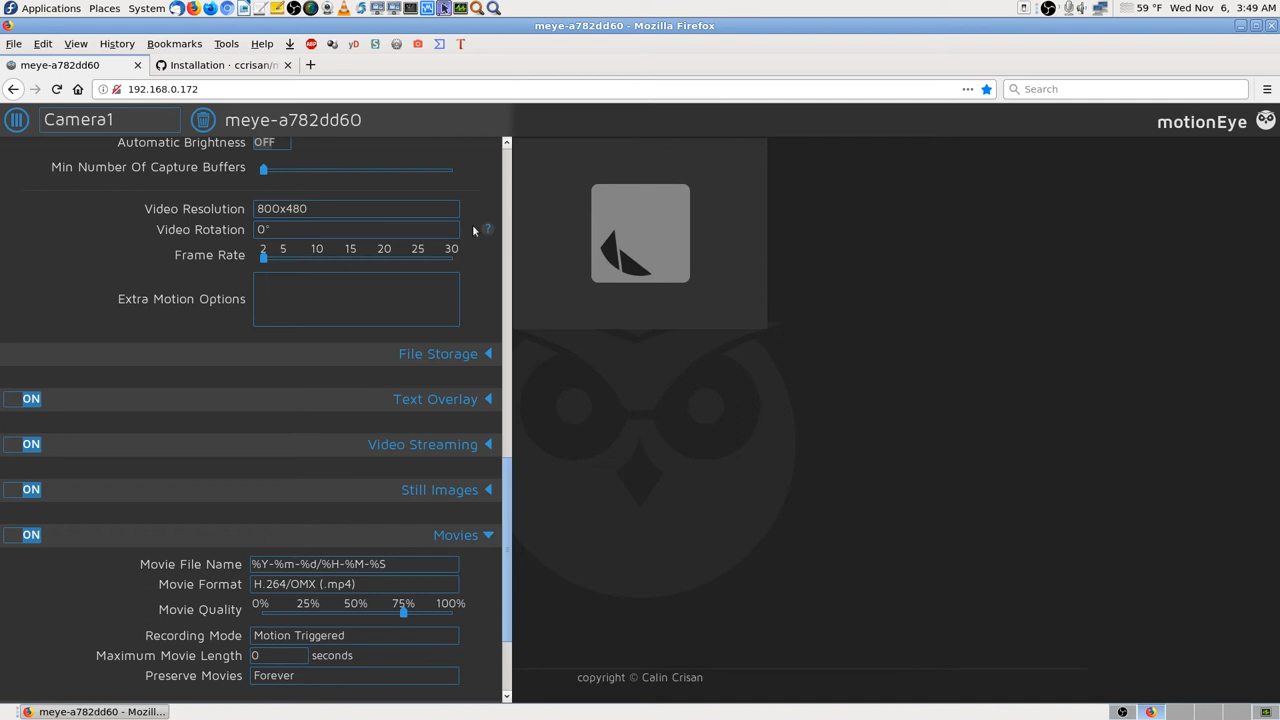 Applications Places System 59 °F Wed Nov 6, 3:49 AM
meye-a782dd60 - Mozilla Firefox
File Edit View History Bookmarks Tools Help
meye-a782dd60 Installation · ccrisan/m
192.168.0.172 Search
Camera1 meye-a782dd60 motionEye
Automatic Brightness OFF
Min Number Of Capture Buffers
Video Resolution 800x480
Video Rotation 0° ?
2 5 10 15 20 25 30
Frame Rate
Extra Motion Options
File Storage
ON Text Overlay
ON Video Streaming
ON Still Images
ON Movies
Movie File Name %Y-%m-%d/%H-%M-%S
Movie Format H.264/OMX (.mp4)
0% 25% 50% 75% 100%
Movie Quality
Recording Mode Motion Triggered
Maximum Movie Length 0 seconds
Preserve Movies Forever
copyright © Calin Crisan
meye-a782dd60 - Mozill...